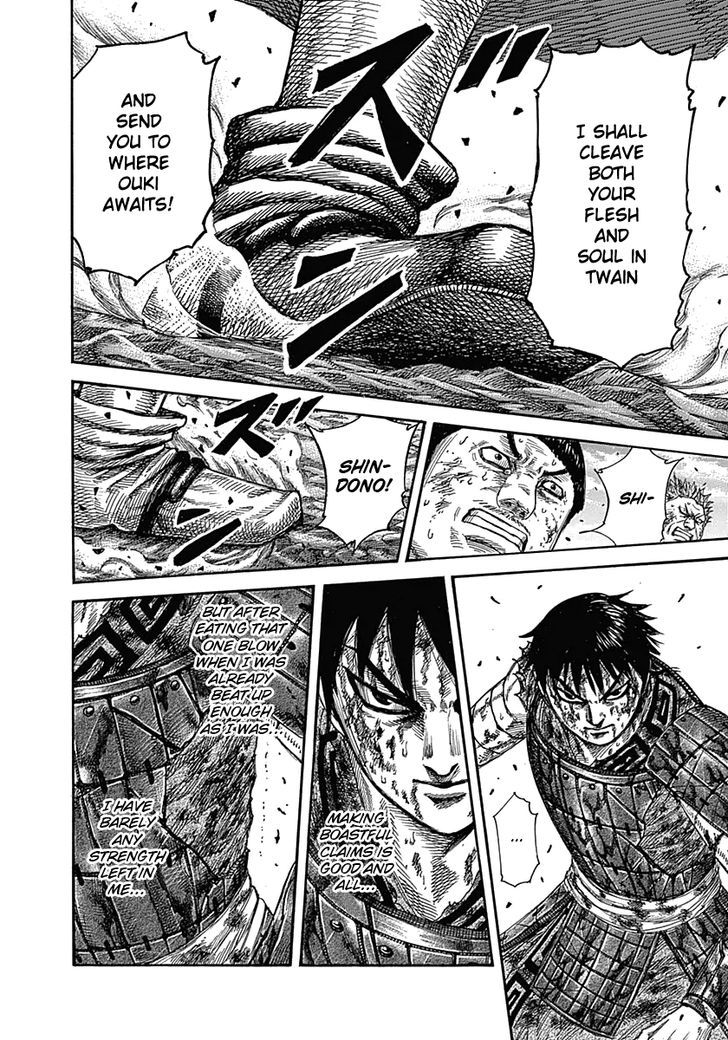 I SHALL
CLEAVE
BOTH
YOUR
FLESH
AND
SOUL IN
TWAIN
AND
SEND
YOU TO
WHERE
OUKI
AWAITS!
ズ
ン
SHI-
SHIN-
DONO!
ズ
ン
...
MAKING
BOASTFUL
CLAIMS IS
GOOD AND
ALL...
BUT AFTER
EATING THAT
ONE BLOW
WHEN I WAS
ALREADY
BEAT UP
ENOUGH
AS I WAS..!
I HAVE
BARELY
ANY
STRENGTH
LEFT IN
ME...